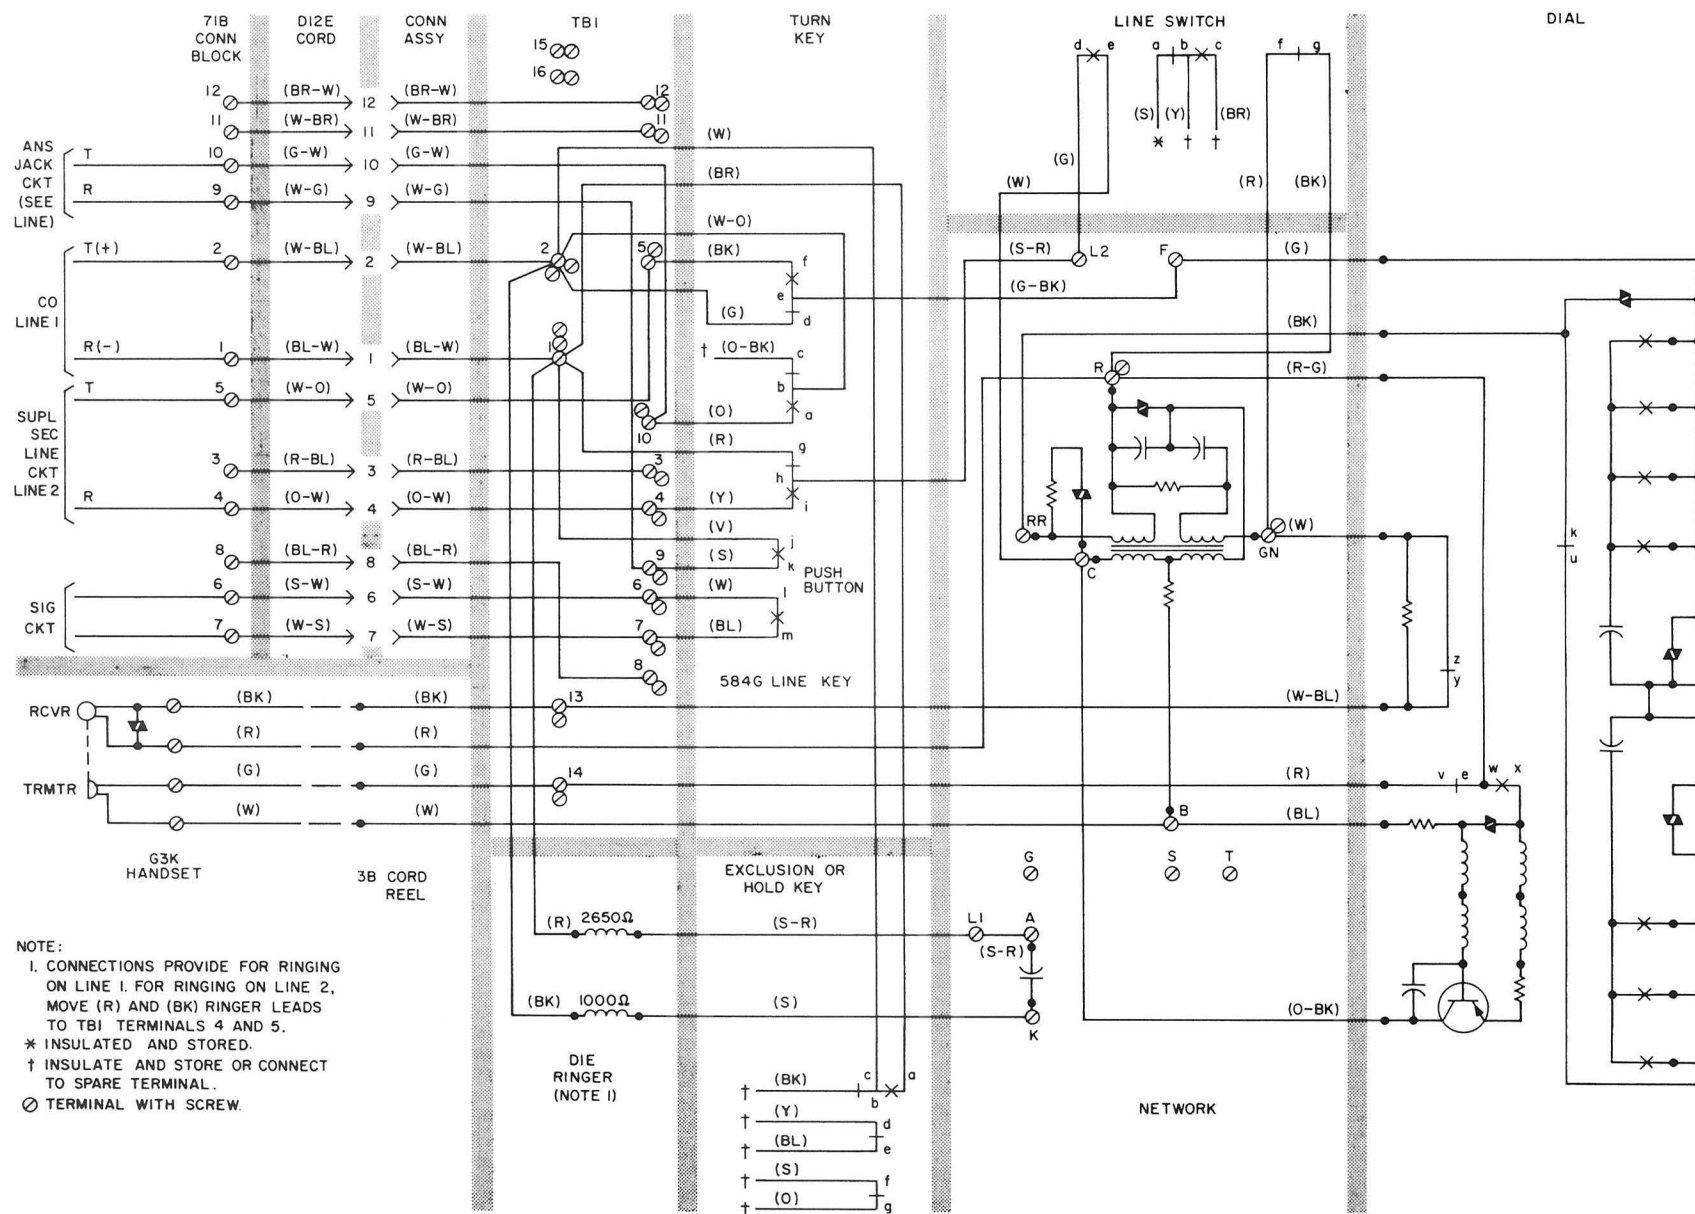 71B
CONN
BLOCK
D12E
CORD
CONN
ASSY
TB1
TURN
KEY
LINE SWITCH
DIAL
15
16
d e
a b c
f g
12 (BR-W) 12 (BR-W) 12
11 (W-BR) 11 (W-BR) 11
(W)
ANS
JACK
CKT
(SEE
LINE)
T 10 (G-W) 10 (G-W)
R 9 (W-G) 9 (W-G)
(BR)
(S) (Y) (BR)
* † †
(G)
(W)
(R) (BK)
(W-O)
CO
LINE 1
T(+) 2 (W-BL) 2 (W-BL) 2
5 (BK) f
e
(G) d
(S-R) L2 F (G)
(G-BK)
(BK)
R(-) 1 (BL-W) 1 (BL-W) 1
† (O-BK) c
b
(O) a
R (R-G)
SUPL
SEC
LINE
CKT
LINE 2
T 5 (W-O) 5 (W-O)
10
(R) g
3 (R-BL) 3 (R-BL) 3
h
R 4 (O-W) 4 (O-W) 4 (Y) i
(V) j
8 (BL-R) 8 (BL-R) 9 (S) k
PUSH
BUTTON
RR
C
GN
(W)
k
u
SIG
CKT
6 (S-W) 6 (S-W) 6 (W) l
7 (W-S) 7 (W-S) 7 (BL) m
8
584G LINE KEY
z
y
RCVR (BK) (BK) 13 (W-BL)
(R) (R)
TRMTR (G) (G) 14 (R) v e w x
(W) (W) B (BL)
G3K
HANDSET
3B CORD
REEL
EXCLUSION OR
HOLD KEY
G S T
(R) 2650Ω (S-R) L1 A
(S-R)
(BK) 1000Ω (S) K (O-BK)
NOTE:
1. CONNECTIONS PROVIDE FOR RINGING
ON LINE 1. FOR RINGING ON LINE 2,
MOVE (R) AND (BK) RINGER LEADS
TO TB1 TERMINALS 4 AND 5.
* INSULATED AND STORED.
† INSULATE AND STORE OR CONNECT
TO SPARE TERMINAL.
TERMINAL WITH SCREW.
DIE
RINGER
(NOTE 1)
† (BK) c b a
† (Y) d
† (BL) e
† (S) f
† (O) g
NETWORK